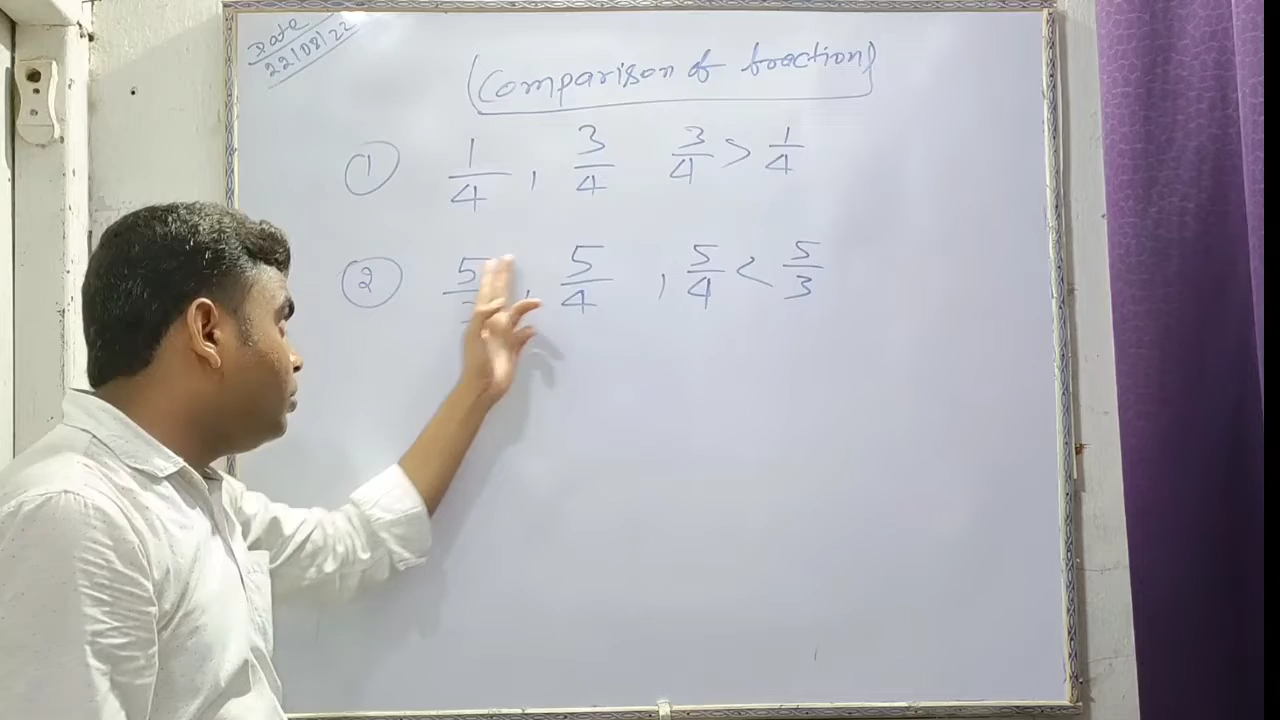 Date
22/08/22
Comparison of fraction
① 1/4 , 3/4 3/4 > 1/4
② 5/3 , 5/4 , 5/4 < 5/3